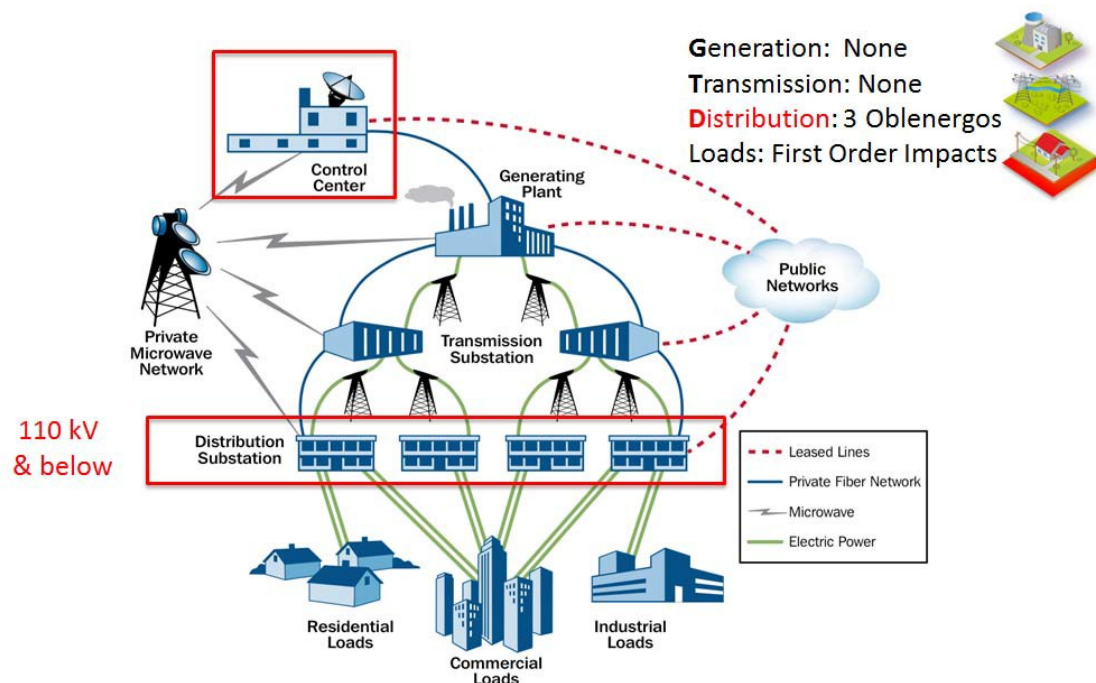 Generation: None
Transmission: None
Distribution: 3 Oblenergos
Loads: First Order Impacts
Control
Center
Generating
Plant
Public
Networks
Private
Microwave
Network
Transmission
Substation
110 kV
& below
Distribution
Substation
Leased Lines
Private Fiber Network
Microwave
Electric Power
Residential
Loads
Commercial
Loads
Industrial
Loads